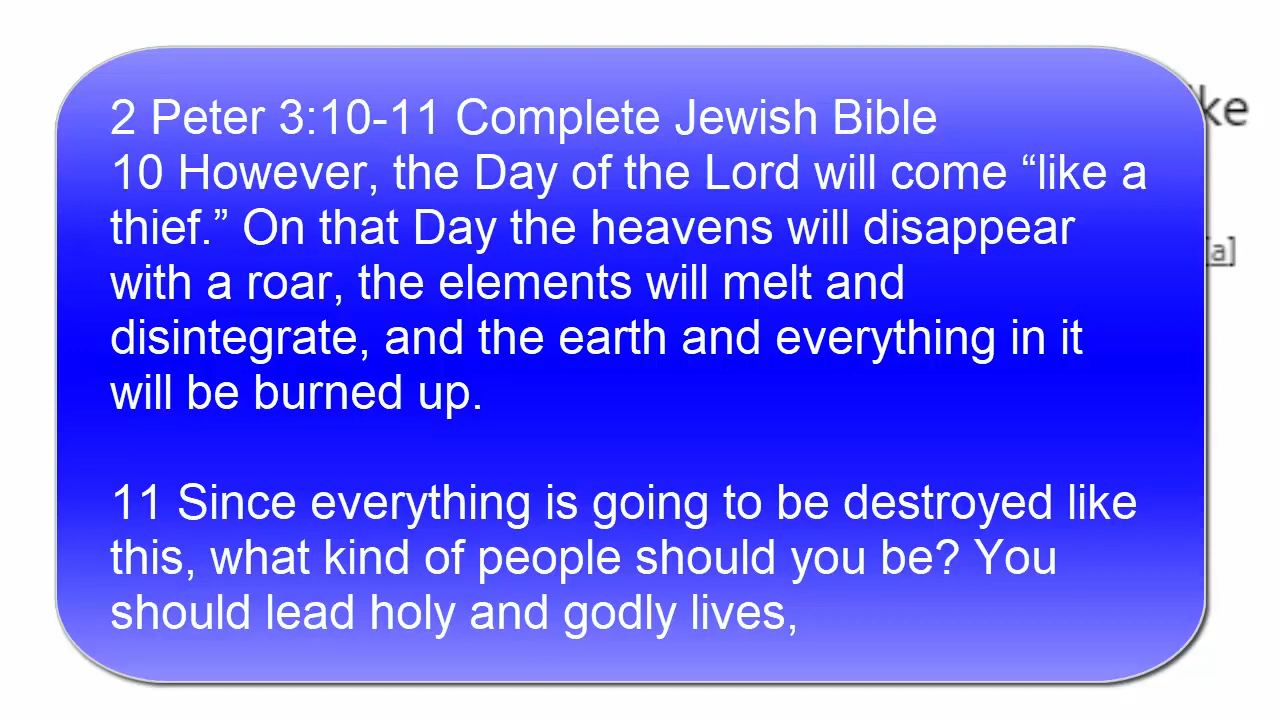 2 Peter 3:10-11 Complete Jewish Bible
10 However, the Day of the Lord will come “like a
thief.” On that Day the heavens will disappear
with a roar, the elements will melt and
disintegrate, and the earth and everything in it
will be burned up.
11 Since everything is going to be destroyed like
this, what kind of people should you be? You
should lead holy and godly lives,
[a]